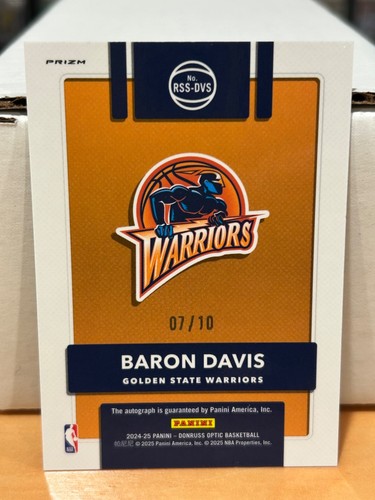 PRIZM
No.
RSS-DVS
WARRIORS
07/10
BARON DAVIS
GOLDEN STATE WARRIORS
The autograph is guaranteed by Panini America, Inc.
PANINI
2024-25 PANINI – DONRUSS OPTIC BASKETBALL
© 2025 Panini America, Inc. © 2025 NBA Properties, Inc.